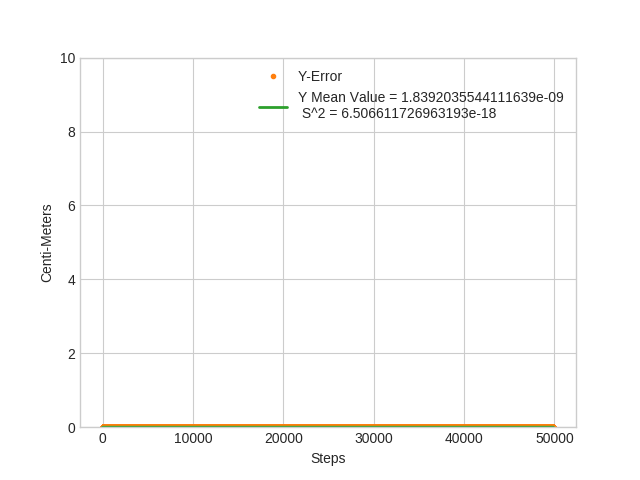 10
Y-Error
Y Mean Value = 1.8392035544111639e-09
S^2 = 6.506611726963193e-18
8
6
Centi-Meters
4
2
0
0 10000 20000 30000 40000 50000
Steps